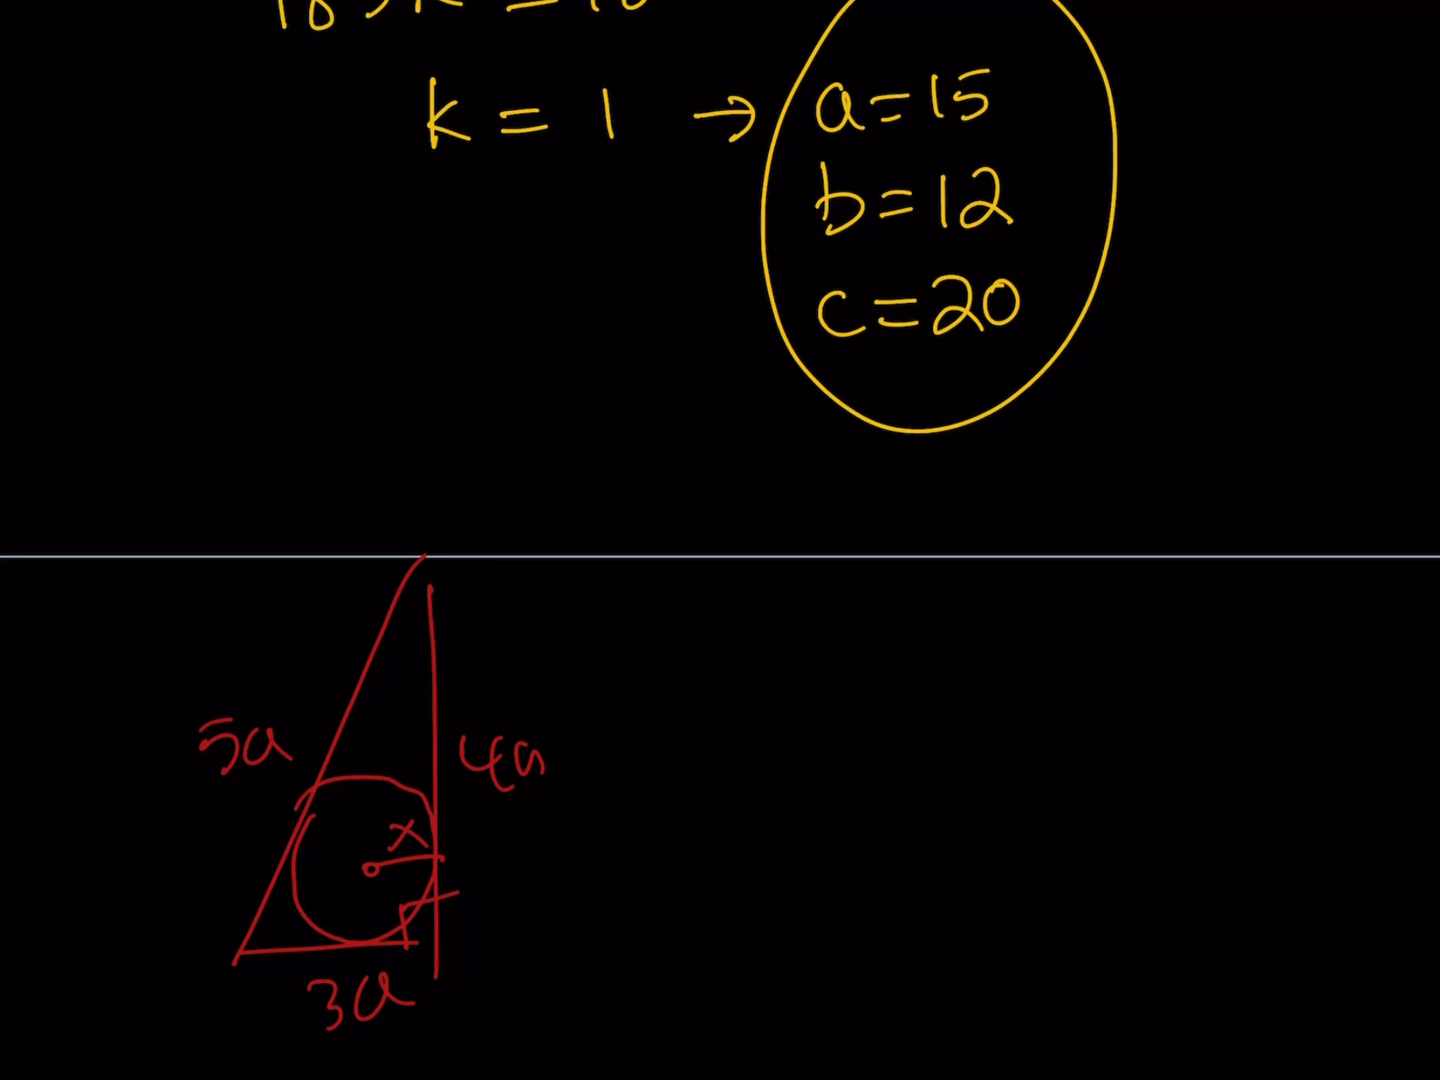 k = 1 → a = 15
b = 12
c = 20
5a
4a
x
3a